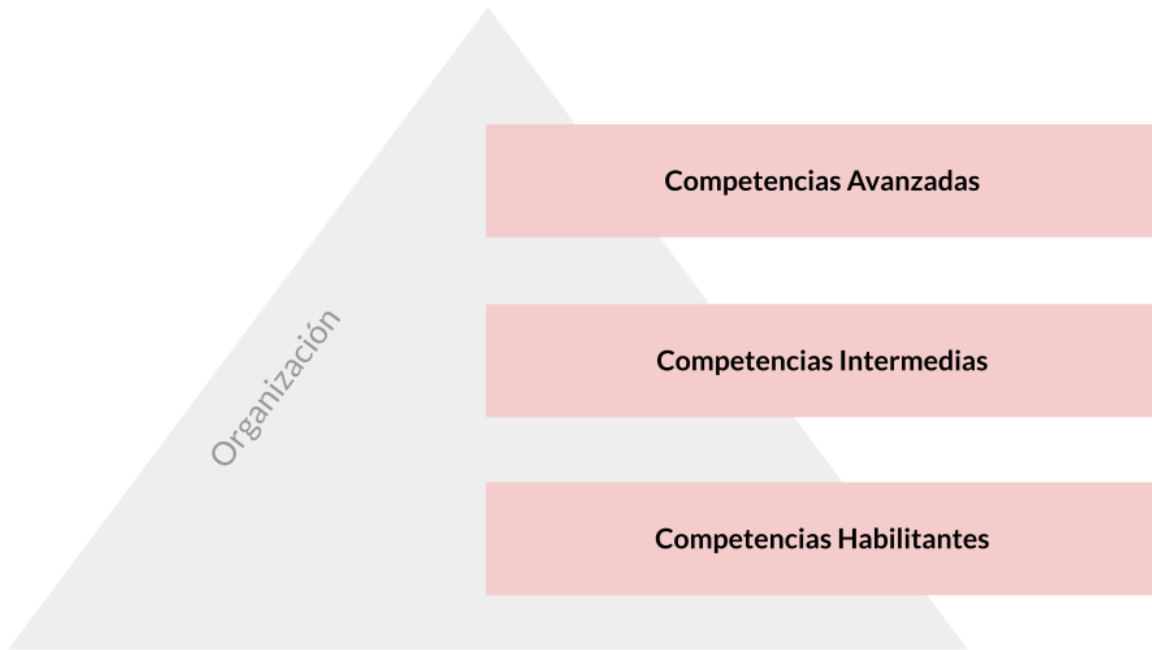 Competencias Avanzadas
Organización
Competencias Intermedias
Competencias Habilitantes